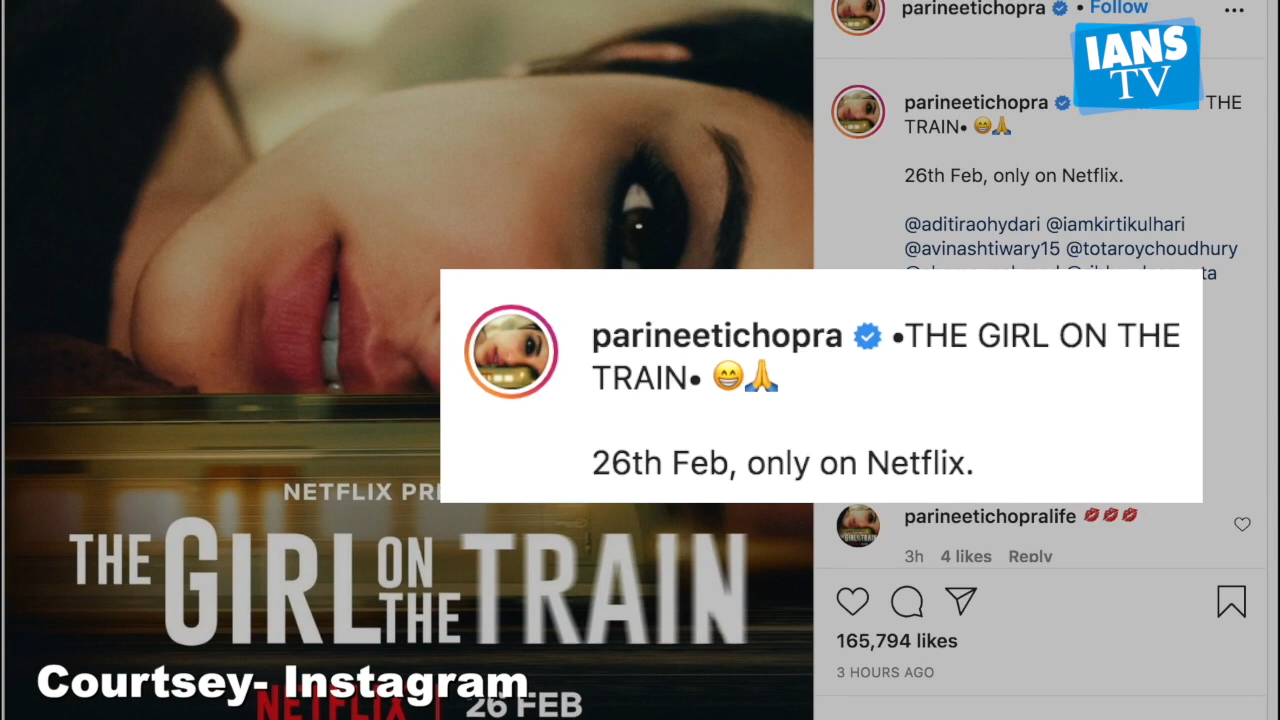 parinneetichopra • Follow
IANS
TV
parineetichopra THE
TRAIN•
26th Feb, only on Netflix.
@aditiraohydari @iamkirtikulhari
@avinashtiwary15 @totaroychoudhury
parineetichopra •THE GIRL ON THE
TRAIN• 😁🙏
26th Feb, only on Netflix.
NETFLIX
THE GIRL ON THE TRAIN
parineetichopralife 💋💋💋
3h 4 likes Reply
165,794 likes
3 HOURS AGO
Courtsey- Instagram
NETFLIX | 26 FEB